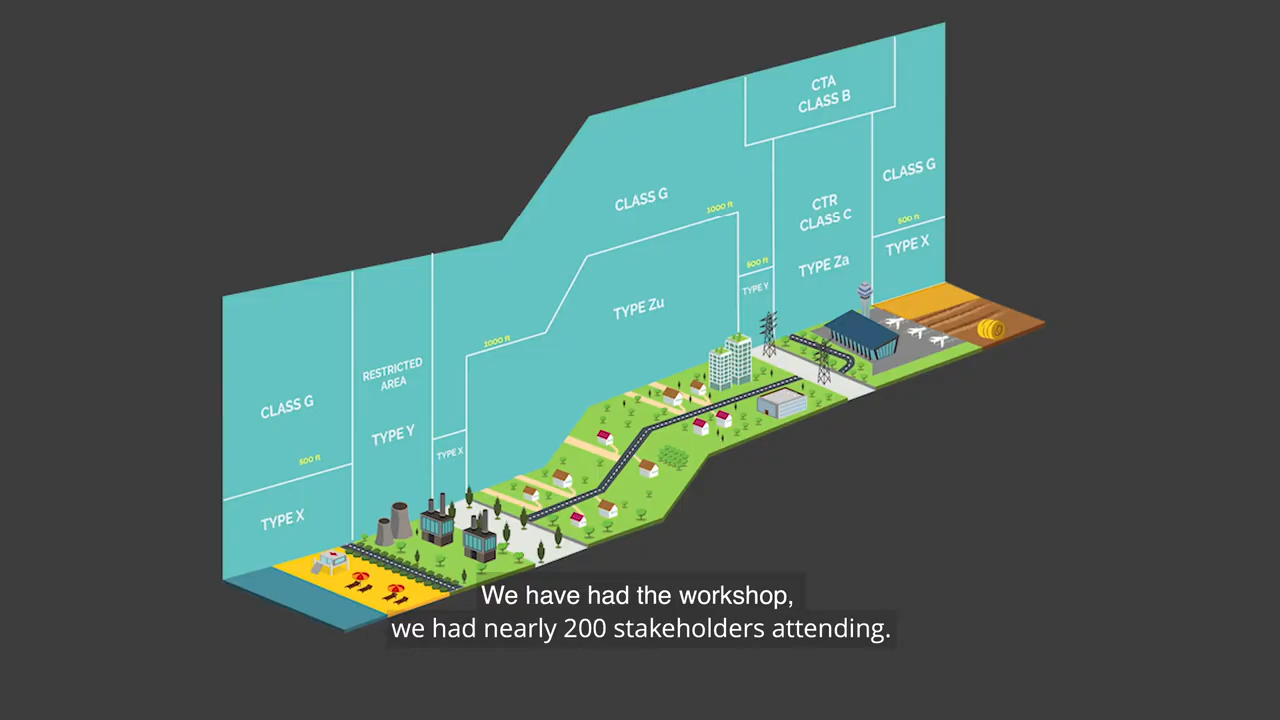 CTA
CLASS B
CLASS G
CLASS G
1000 ft
CTR
CLASS C
500 ft
TYPE X
500 ft
TYPE Za
TYPE Y
TYPE Zu
1000 ft
RESTRICTED
AREA
CLASS G
TYPE Y
TYPE X
500 ft
TYPE X
We have had the workshop,
we had nearly 200 stakeholders attending.